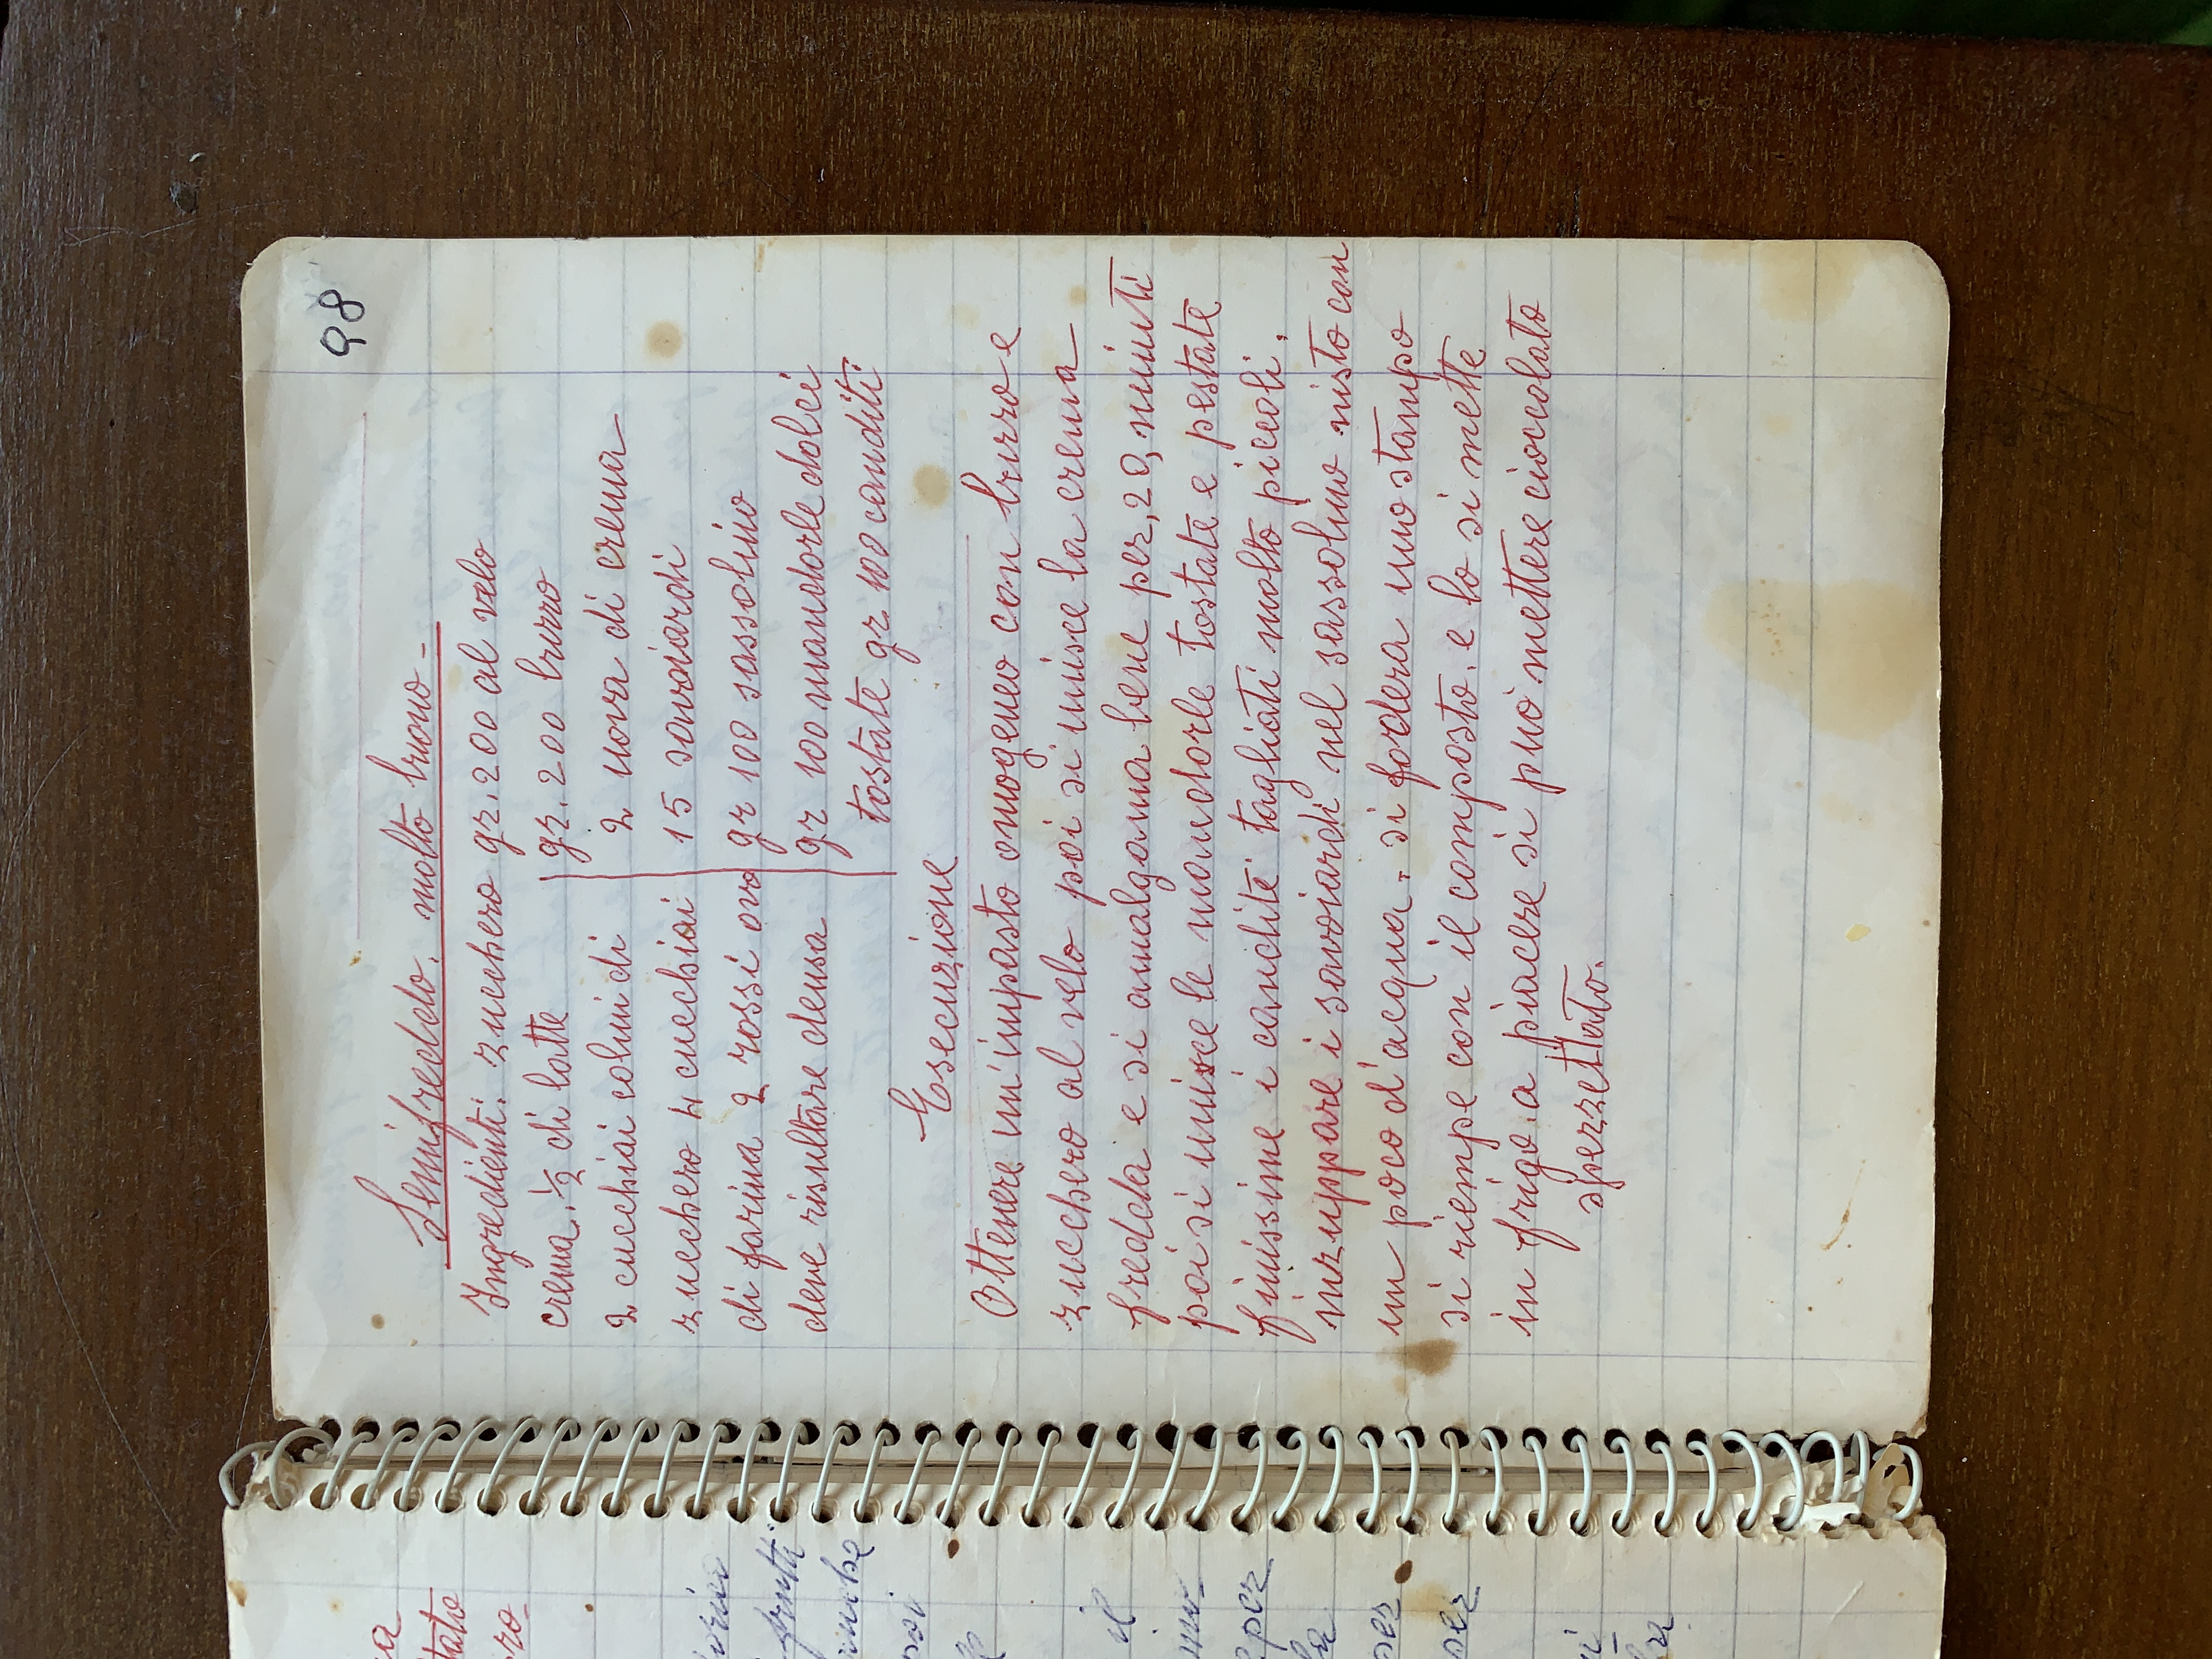 a
tato
ro
orico
frutti
anche
poi
il
per
la
per
per
la
98
Semifreddo. molto buono -
Ingredienti: zucchero gr. 200 al velo
crema. ½ di latte
2 cucchiai colmi di
zucchero 4 cucchiai
di farina 2 rossi ovo
deve risultare densa
gr. 200 burro
2 uova di crema
15 savoiardi
gr 100 sassolino
gr 100 mandorle dolci
tostate gr. 100 canditi
Esecuzione
Ottenere un'impasto omogeneo con burro e
zucchero al velo poi si unisce la crema
fredda e si amalgama bene per, 20, minuti
poi si unisce le mandorle tostate e pestate
finissime i canditi tagliati molto piccoli.
inzuppare i savoiardi nel sassolino misto con
un poco d'acqua. si fodera uno stampo
si riempe con il composto. e lo si mette
in frigo. a piacere si può mettere cioccolato
spezzettato.